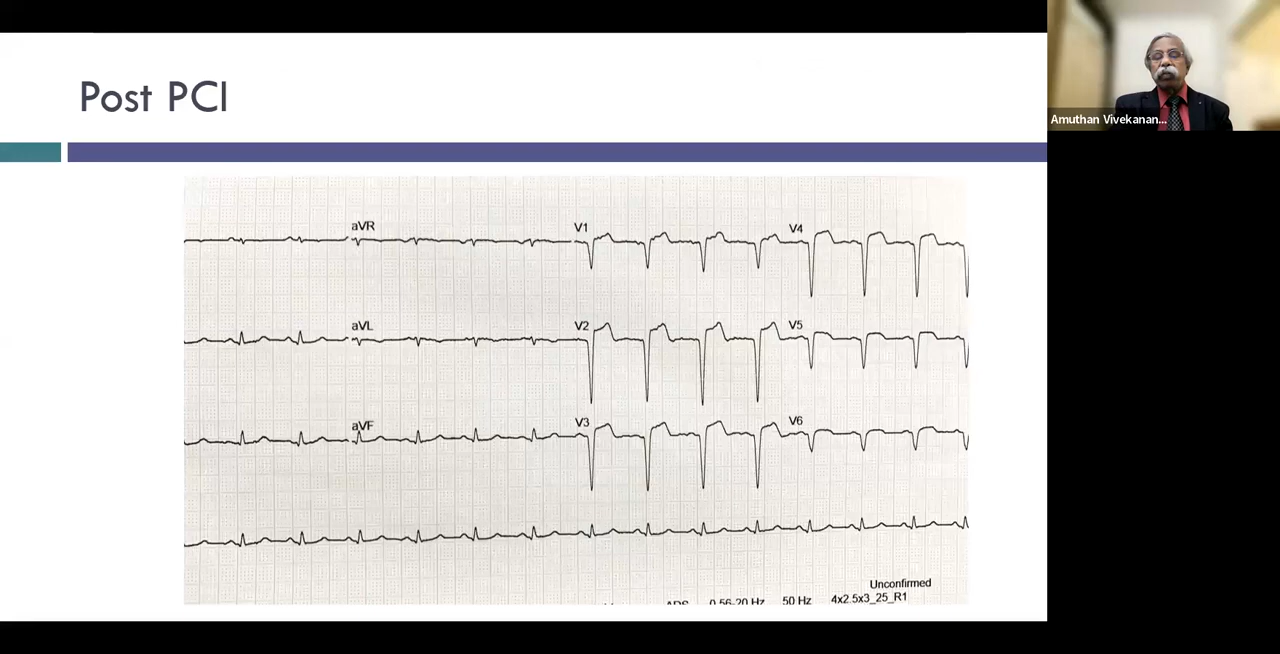 Post PCI
Amuthan Vivekanan...
aVR
V1
V4
aVL
V2
V5
aVF
V3
V6
Unconfirmed
0.56-20 Hz 50 Hz 4x2.5x3_25_R1